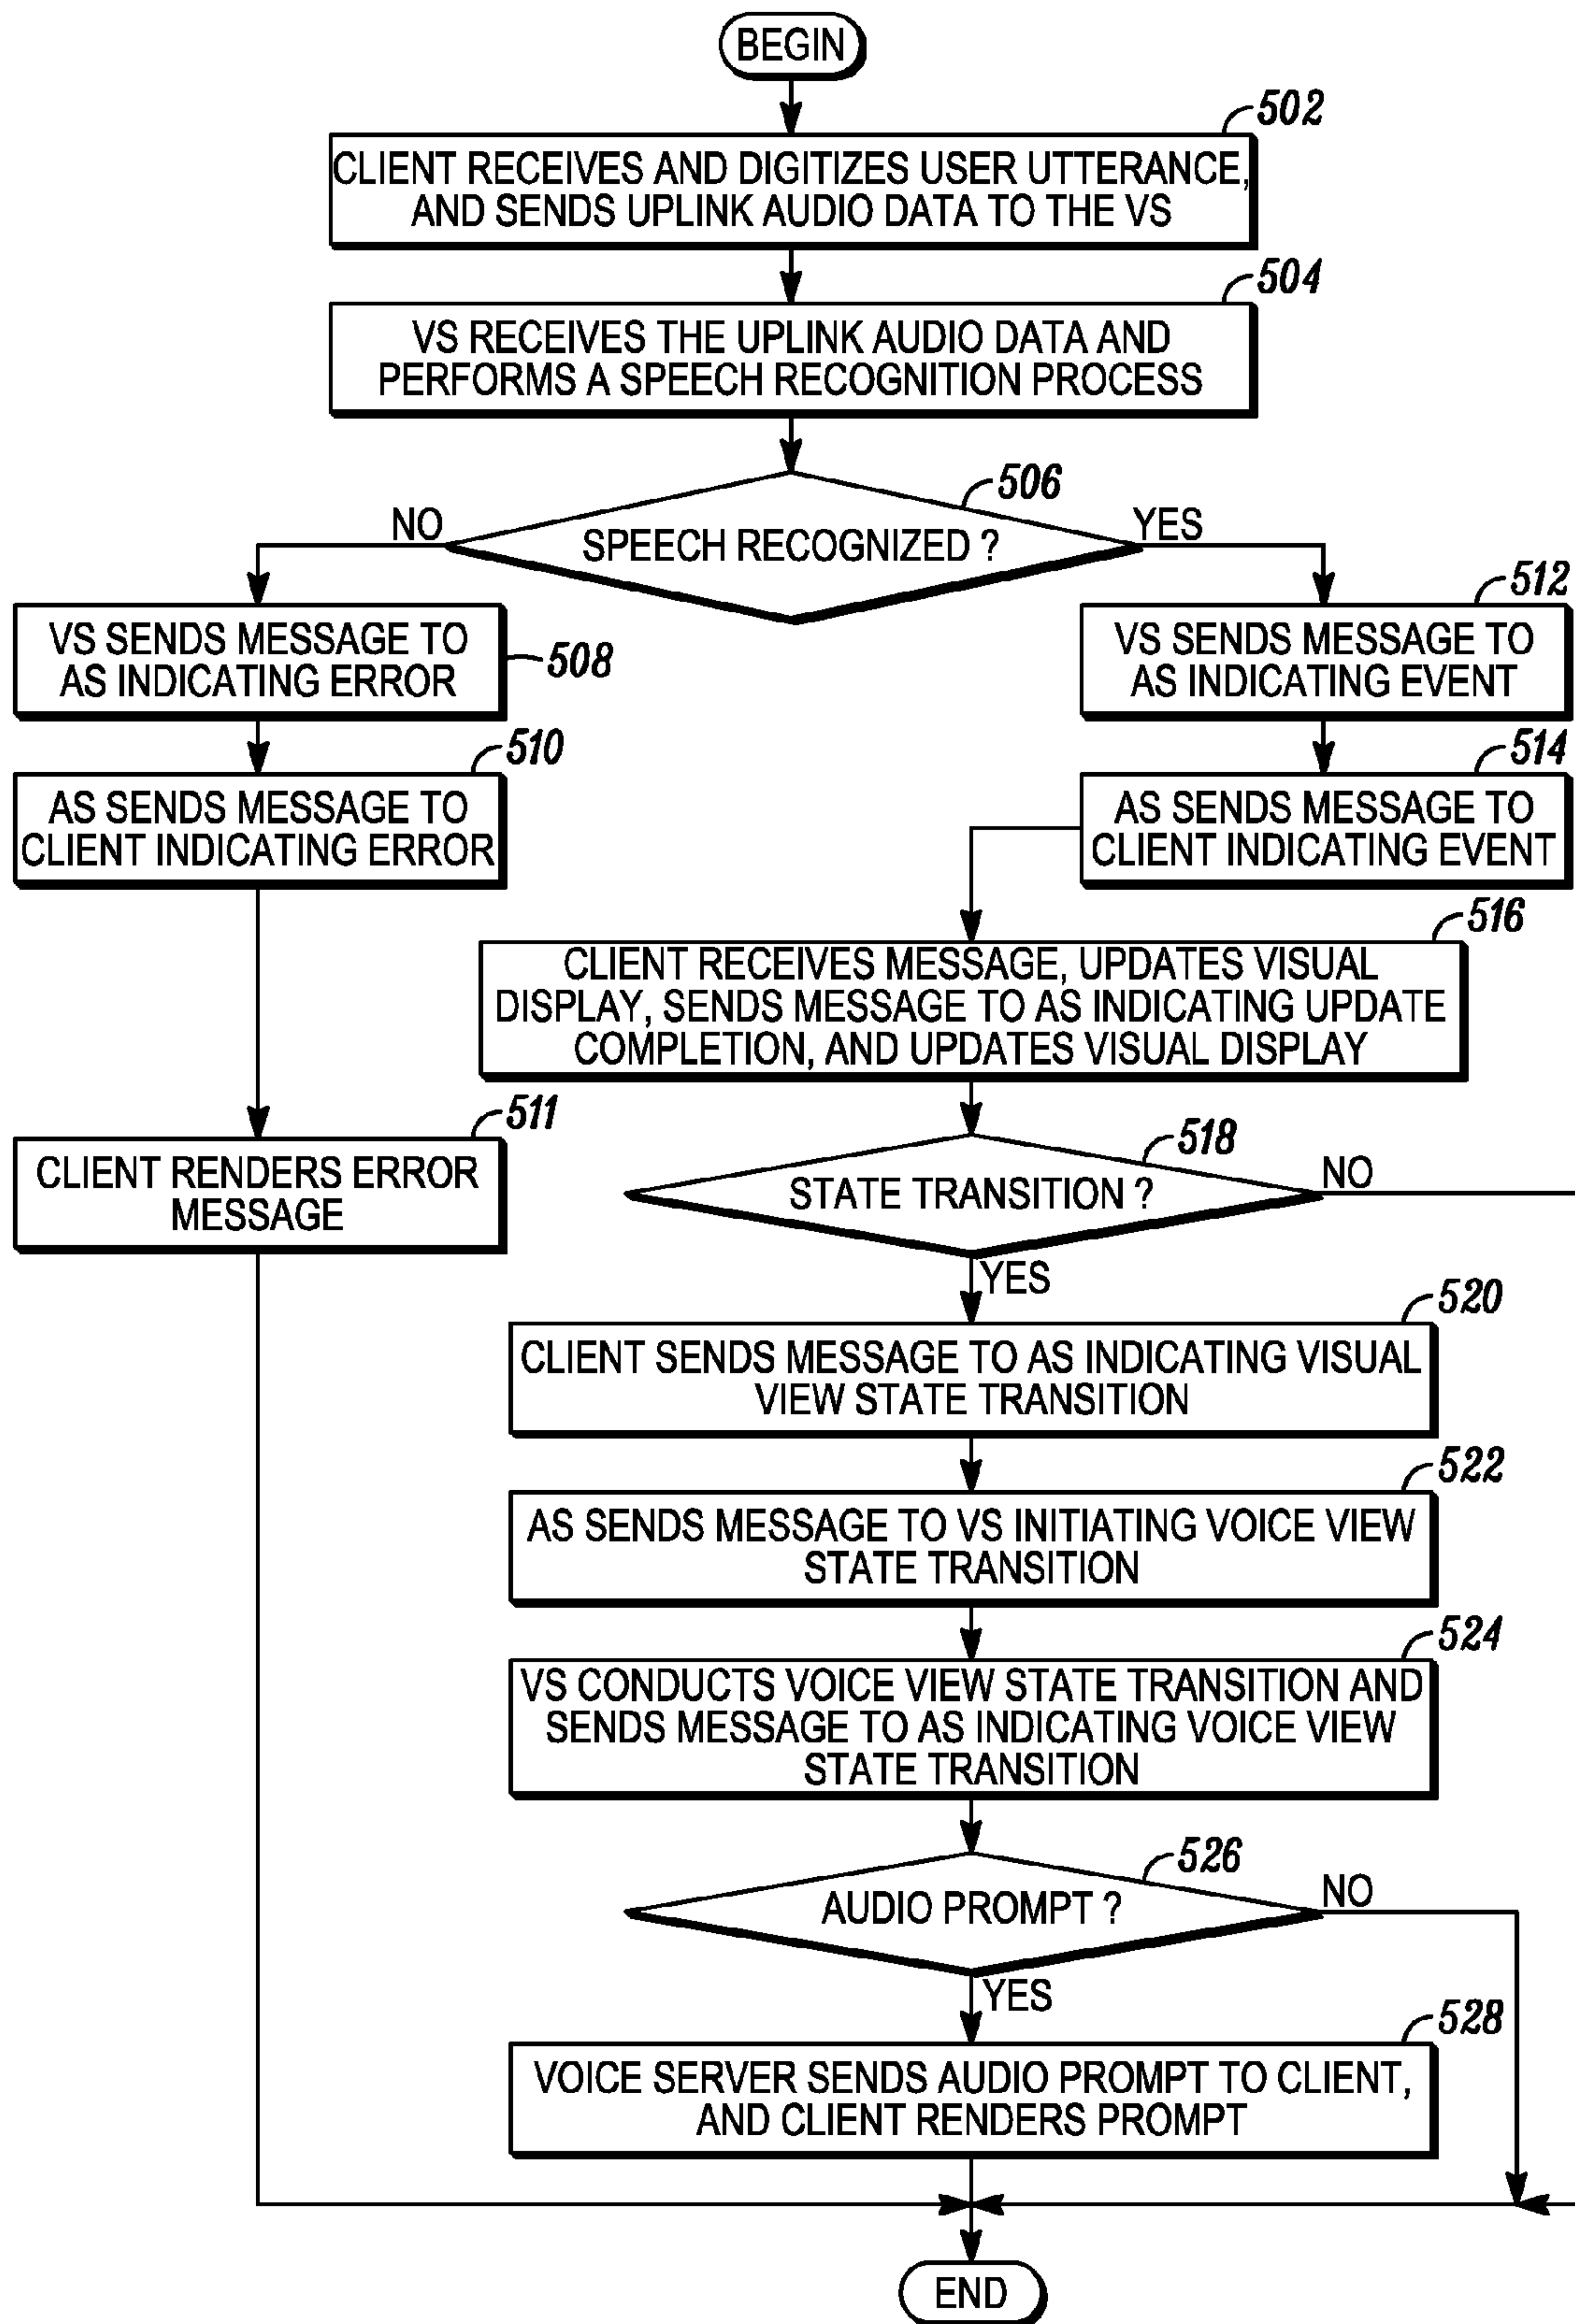 BEGIN
502
CLIENT RECEIVES AND DIGITIZES USER UTTERANCE,
AND SENDS UPLINK AUDIO DATA TO THE VS
504
VS RECEIVES THE UPLINK AUDIO DATA AND
PERFORMS A SPEECH RECOGNITION PROCESS
506
SPEECH RECOGNIZED ?
NO
YES
VS SENDS MESSAGE TO
AS INDICATING ERROR
508
512
VS SENDS MESSAGE TO
AS INDICATING EVENT
510
AS SENDS MESSAGE TO
CLIENT INDICATING ERROR
514
AS SENDS MESSAGE TO
CLIENT INDICATING EVENT
516
CLIENT RECEIVES MESSAGE, UPDATES VISUAL
DISPLAY, SENDS MESSAGE TO AS INDICATING UPDATE
COMPLETION, AND UPDATES VISUAL DISPLAY
511
CLIENT RENDERS ERROR
MESSAGE
518
STATE TRANSITION ?
NO
YES
520
CLIENT SENDS MESSAGE TO AS INDICATING VISUAL
VIEW STATE TRANSITION
522
AS SENDS MESSAGE TO VS INITIATING VOICE VIEW
STATE TRANSITION
524
VS CONDUCTS VOICE VIEW STATE TRANSITION AND
SENDS MESSAGE TO AS INDICATING VOICE VIEW
STATE TRANSITION
526
AUDIO PROMPT ?
NO
YES
528
VOICE SERVER SENDS AUDIO PROMPT TO CLIENT,
AND CLIENT RENDERS PROMPT
END